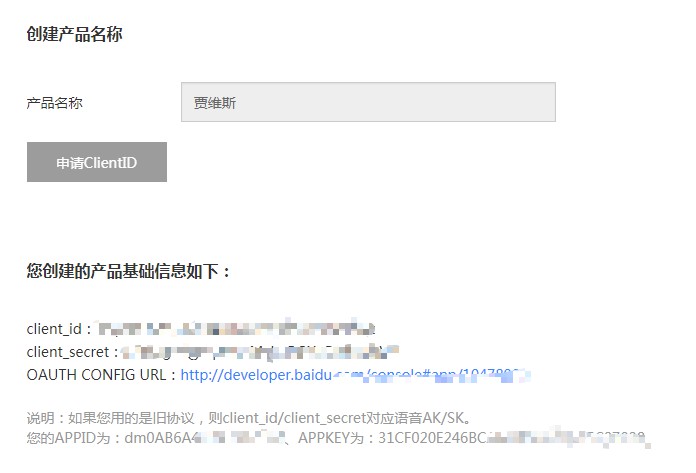 创建产品名称
产品名称
贾维斯
申请ClientID
您创建的产品基础信息如下：
client_id：
client_secret：
OAUTH CONFIG URL：http://developer.baidu
说明：如果您用的是旧协议，则client_id/client_secret对应语音AK/SK。
您的APPID为：dm0AB6A4 、APPKEY为：31CF020E246BC